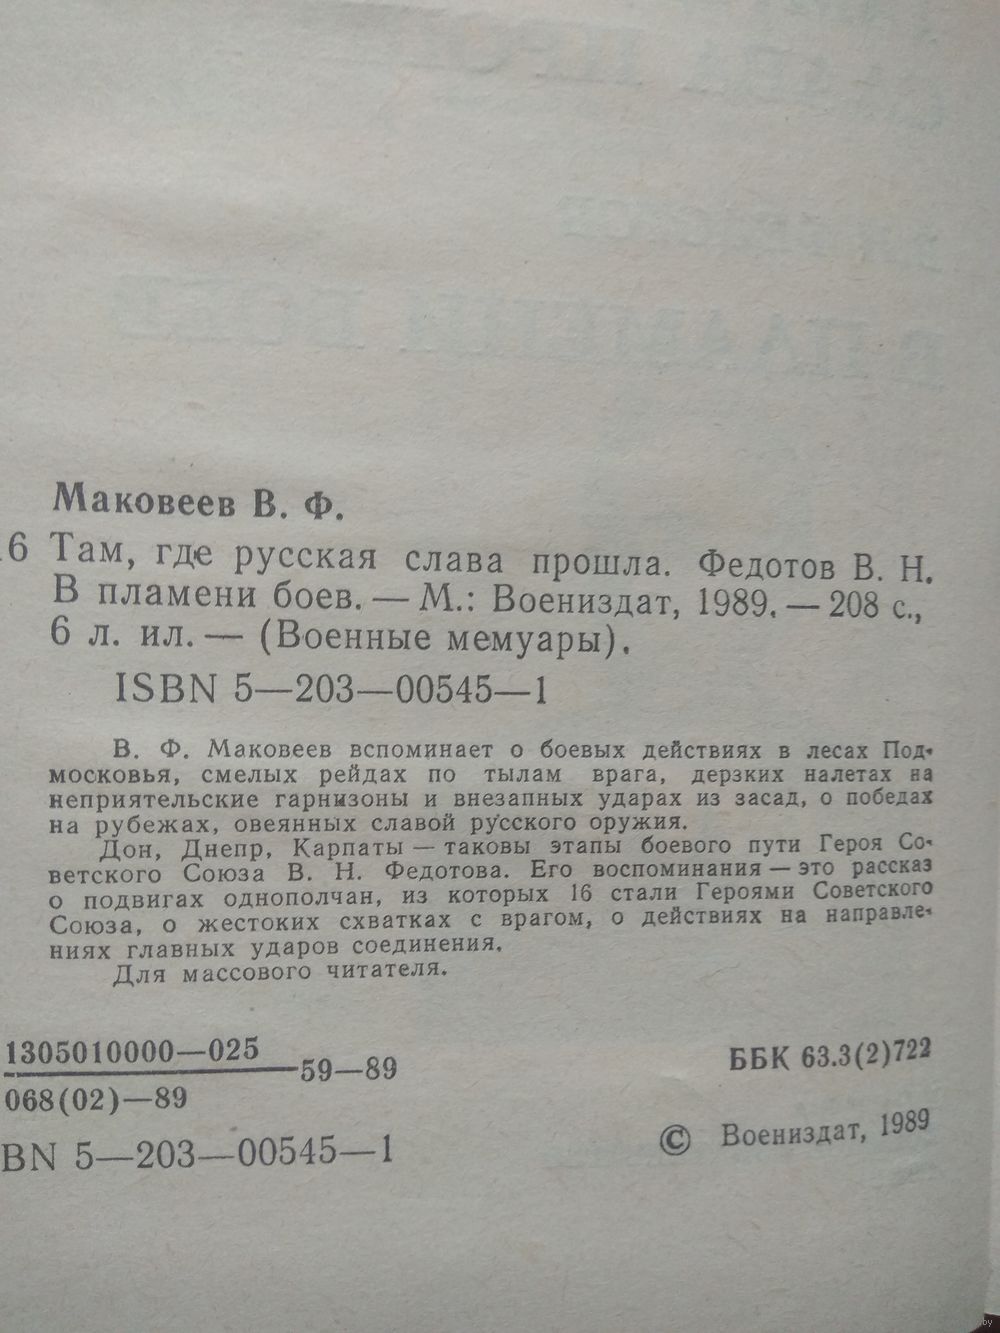 Маковеев В. Ф.
16 Там, где русская слава прошла. Федотов В. Н.
В пламени боев. — М.: Воениздат, 1989. — 208 с.,
6 л. ил. — (Военные мемуары).
ISBN 5—203—00545—1
В. Ф. Маковеев вспоминает о боевых действиях в лесах Под-
московья, смелых рейдах по тылам врага, дерзких налетах на
неприятельские гарнизоны и внезапных ударах из засад, о победах
на рубежах, овеянных славой русского оружия.
Дон, Днепр, Карпаты — таковы этапы боевого пути Героя Со-
ветского Союза В. Н. Федотова. Его воспоминания — это рассказ
о подвигах однополчан, из которых 16 стали Героями Советского
Союза, о жестоких схватках с врагом, о действиях на направле-
ниях главных ударов соединения.
Для массового читателя.
1305010000—025
59—89
068(02)—89
ББК 63.3(2)722
BN 5—203—00545—1
© Воениздат, 1989